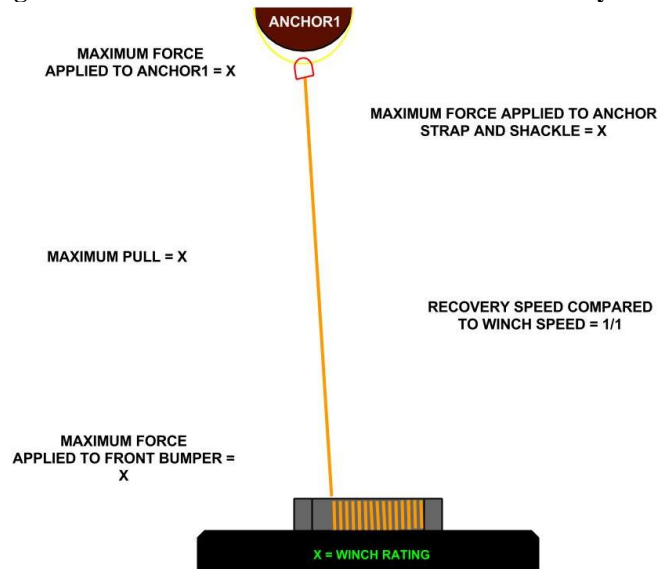 ANCHOR1
MAXIMUM FORCE
APPLIED TO ANCHOR1 = X
MAXIMUM FORCE APPLIED TO ANCHOR
STRAP AND SHACKLE = X
MAXIMUM PULL = X
RECOVERY SPEED COMPARED
TO WINCH SPEED = 1/1
MAXIMUM FORCE
APPLIED TO FRONT BUMPER =
X
X = WINCH RATING